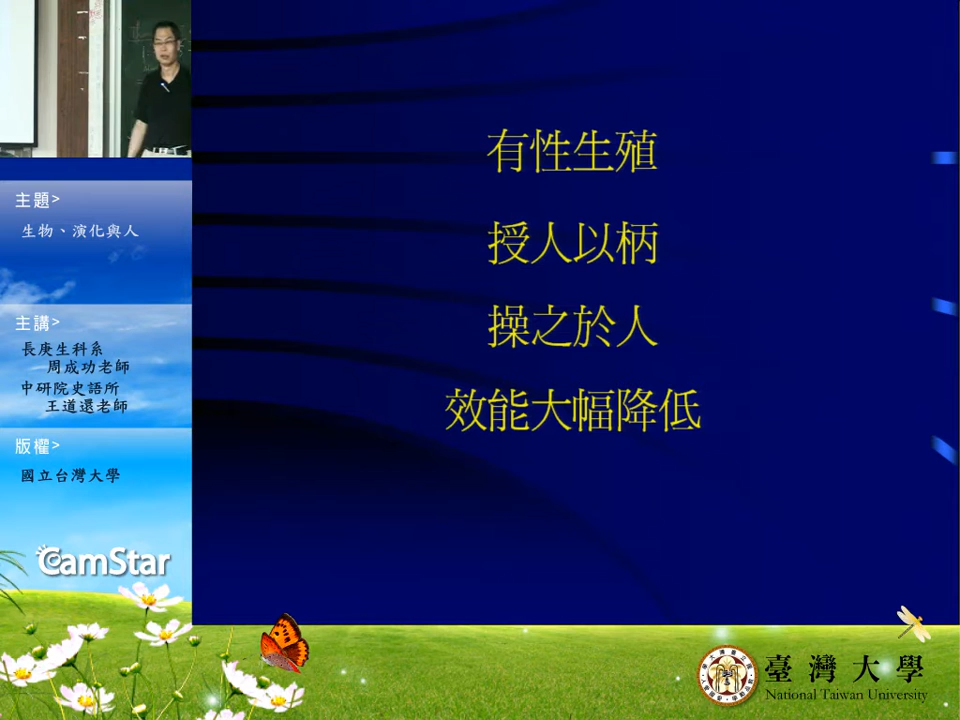 主題>
生物、演化與人
主講>
長庚生科系
周成功老師
中研院史語所
王道還老師
版權>
國立台灣大學
CamStar
有性生殖
授人以柄
操之於人
效能大幅降低
臺灣大學
National Taiwan University